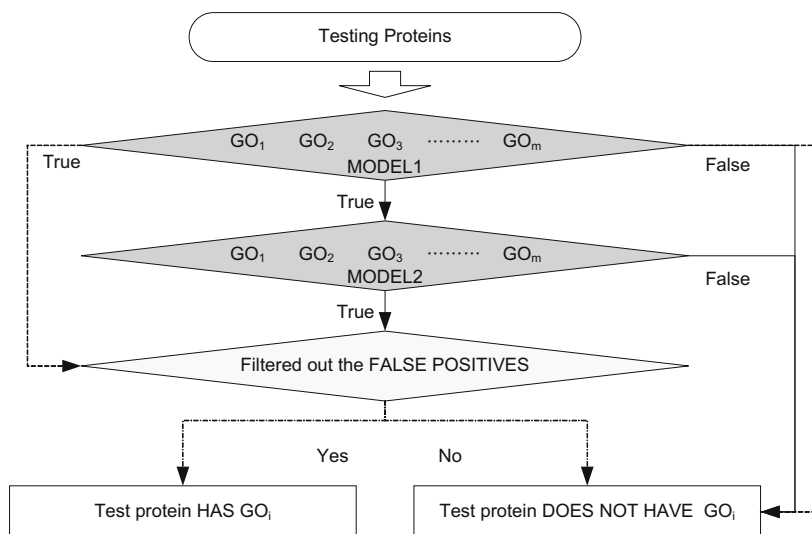 Testing Proteins
GO₁ GO₂ GO₃ ⋯⋯⋯ GOₘ
MODEL1
True
False
True
GO₁ GO₂ GO₃ ⋯⋯⋯ GOₘ
MODEL2
False
True
Filtered out the FALSE POSITIVES
Yes
No
Test protein HAS GOᵢ
Test protein DOES NOT HAVE GOᵢ